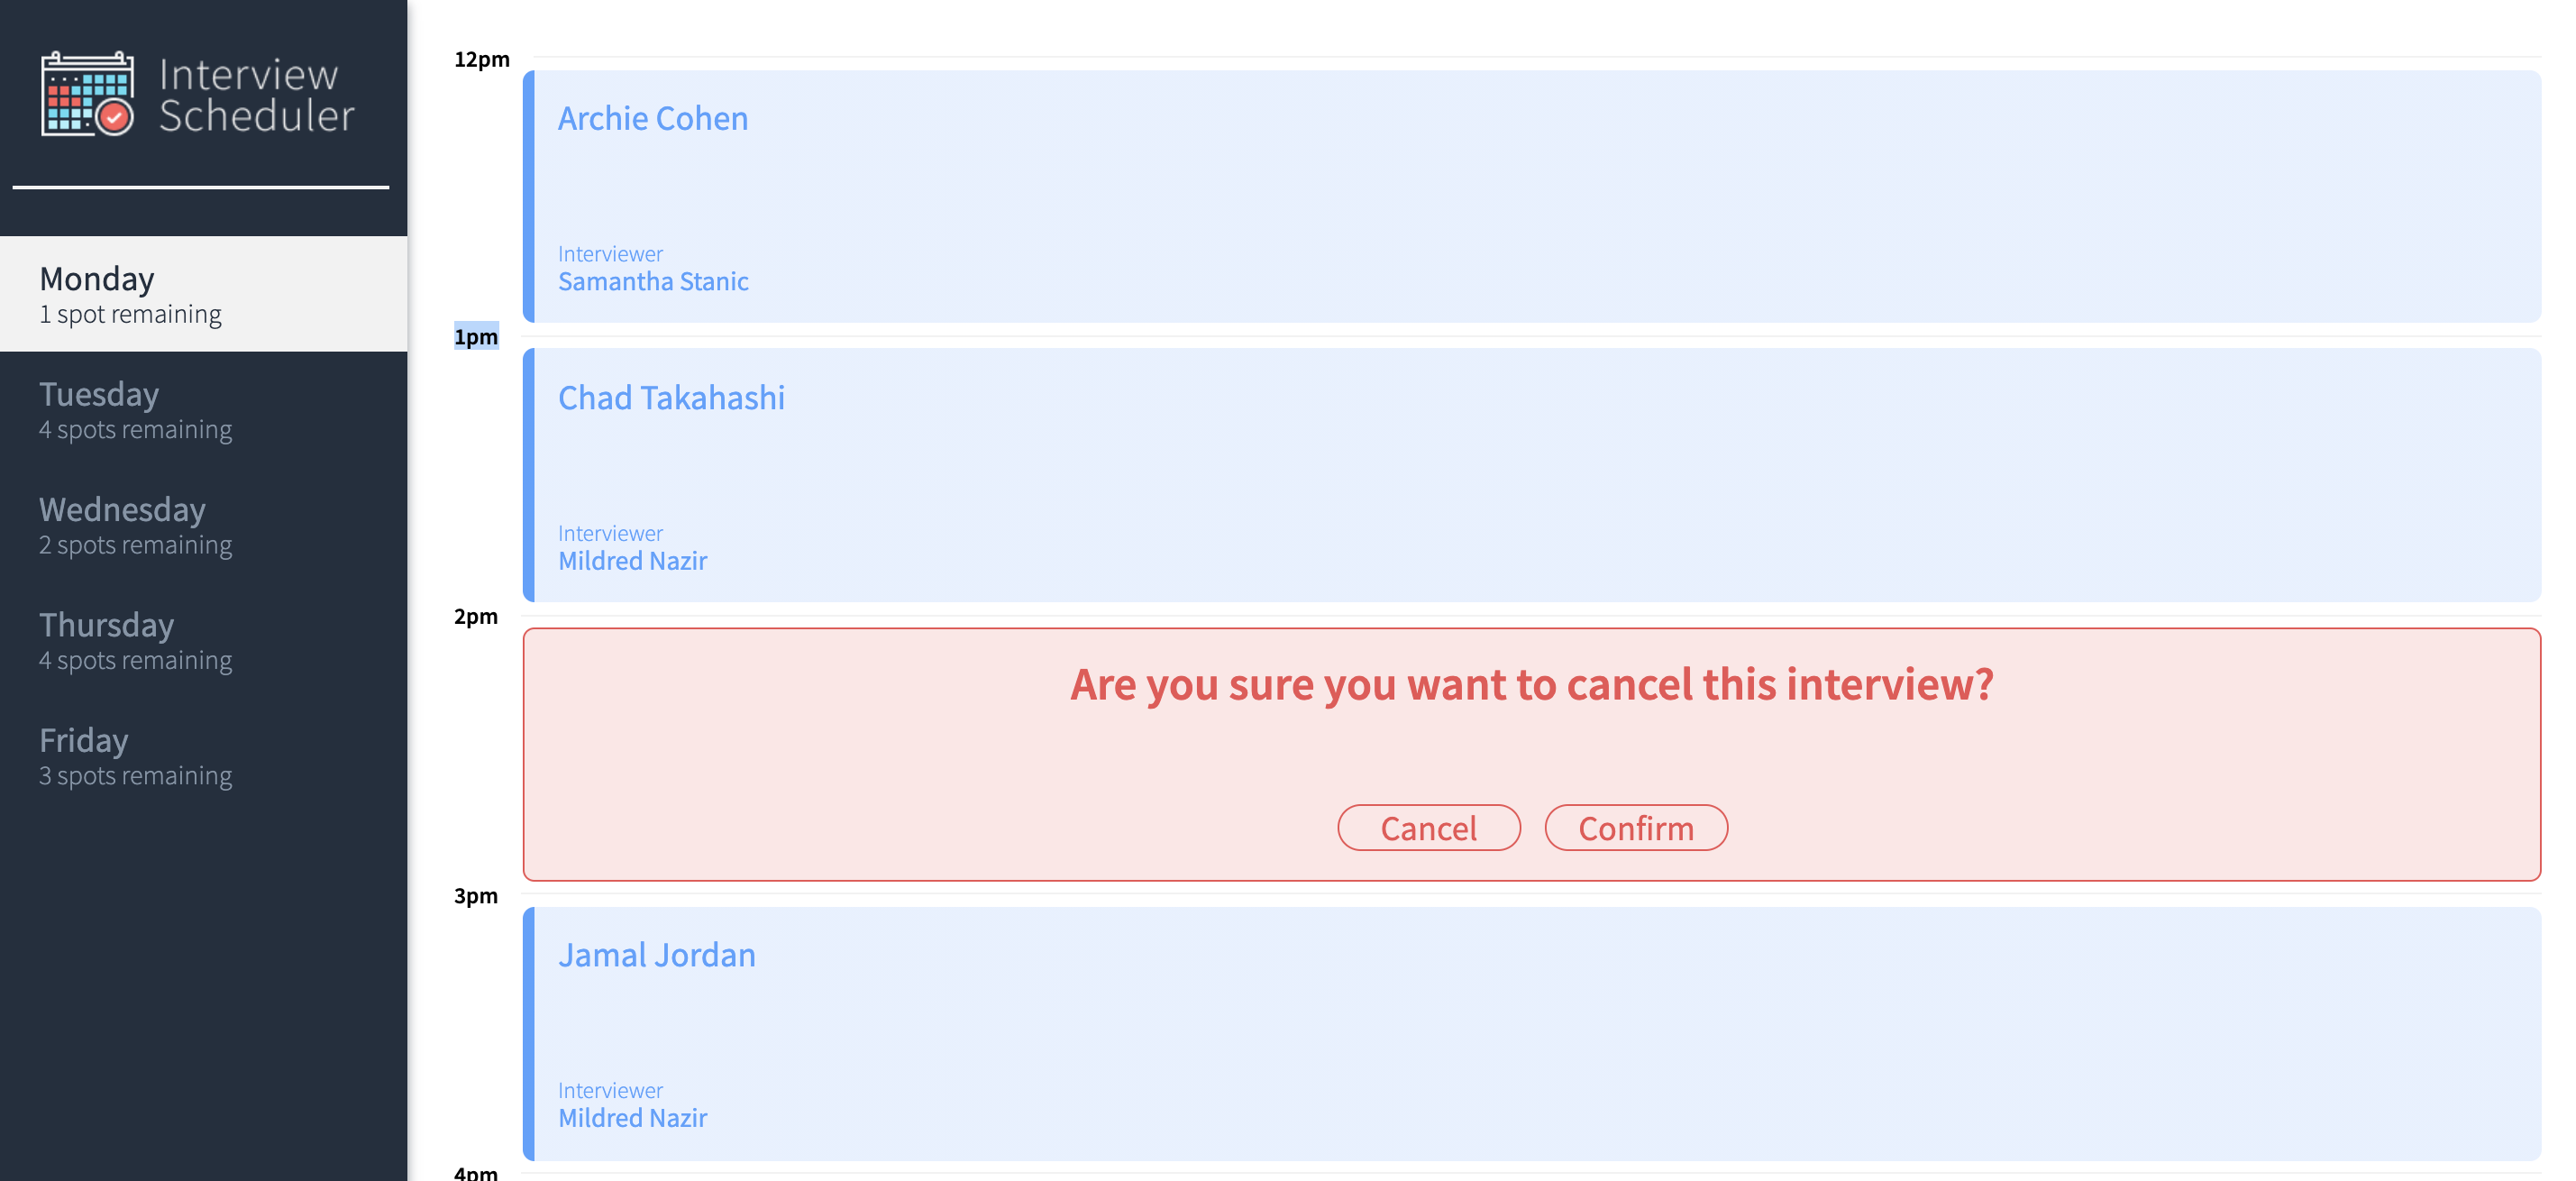 Interview
Scheduler
Monday
1 spot remaining
Tuesday
4 spots remaining
Wednesday
2 spots remaining
Thursday
4 spots remaining
Friday
3 spots remaining
12pm
Archie Cohen
Interviewer
Samantha Stanic
1pm
Chad Takahashi
Interviewer
Mildred Nazir
2pm
Are you sure you want to cancel this interview?
Cancel Confirm
3pm
Jamal Jordan
Interviewer
Mildred Nazir
4pm